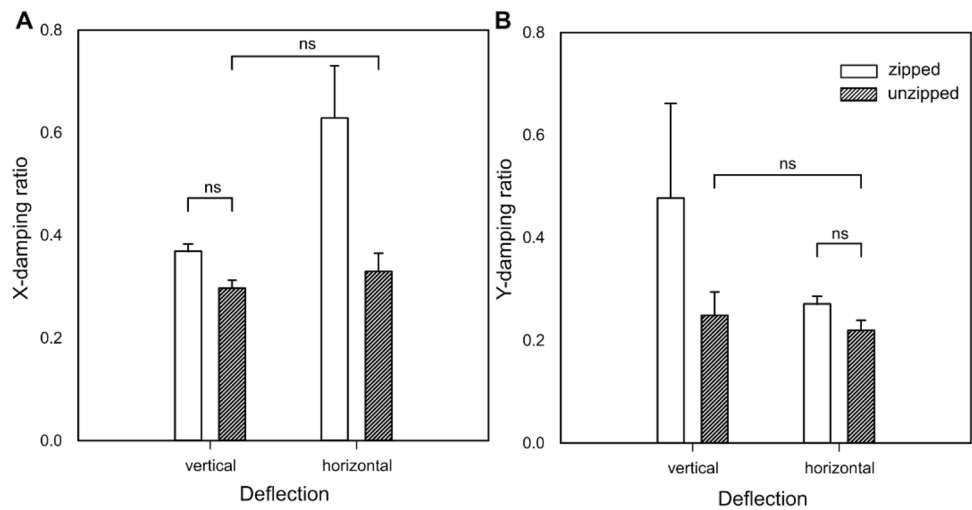 A
X-damping ratio
0.8
0.6
0.4
0.2
0.0
ns
ns
vertical
horizontal
Deflection
B
Y-damping ratio
0.8
0.6
0.4
0.2
0.0
zipped
unzipped
ns
ns
vertical
horizontal
Deflection